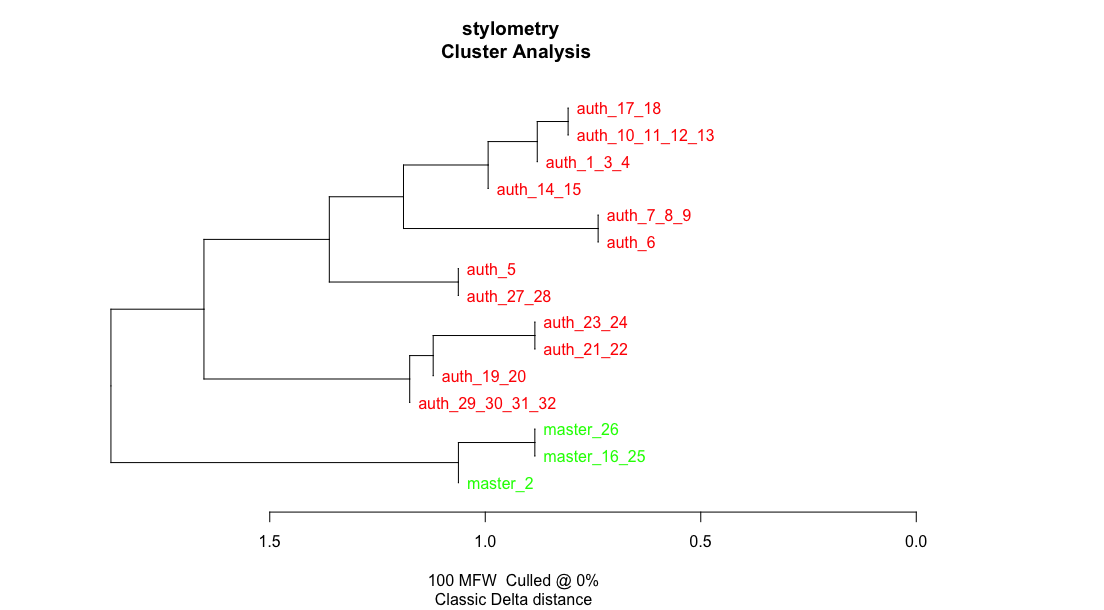 stylometry
Cluster Analysis
auth_17_18
auth_10_11_12_13
auth_1_3_4
auth_14_15
auth_7_8_9
auth_6
auth_5
auth_27_28
auth_23_24
auth_21_22
auth_19_20
auth_29_30_31_32
master_26
master_16_25
master_2
1.5 1.0 0.5 0.0
100 MFW  Culled @ 0%
Classic Delta distance